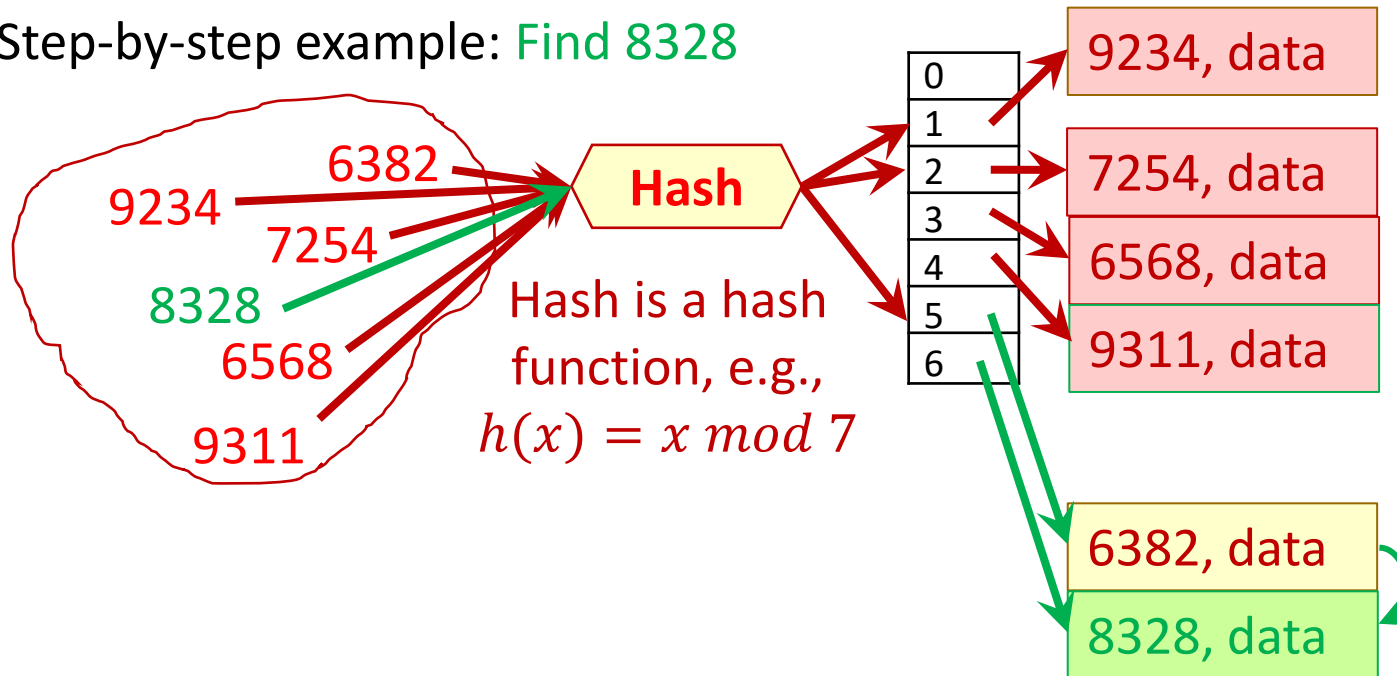 Step-by-step example: Find 8328
6382
9234
7254
8328
6568
9311
Hash
Hash is a hash
function, e.g.,
h(x) = x mod 7
0
1
2
3
4
5
6
9234, data
7254, data
6568, data
9311, data
6382, data
8328, data